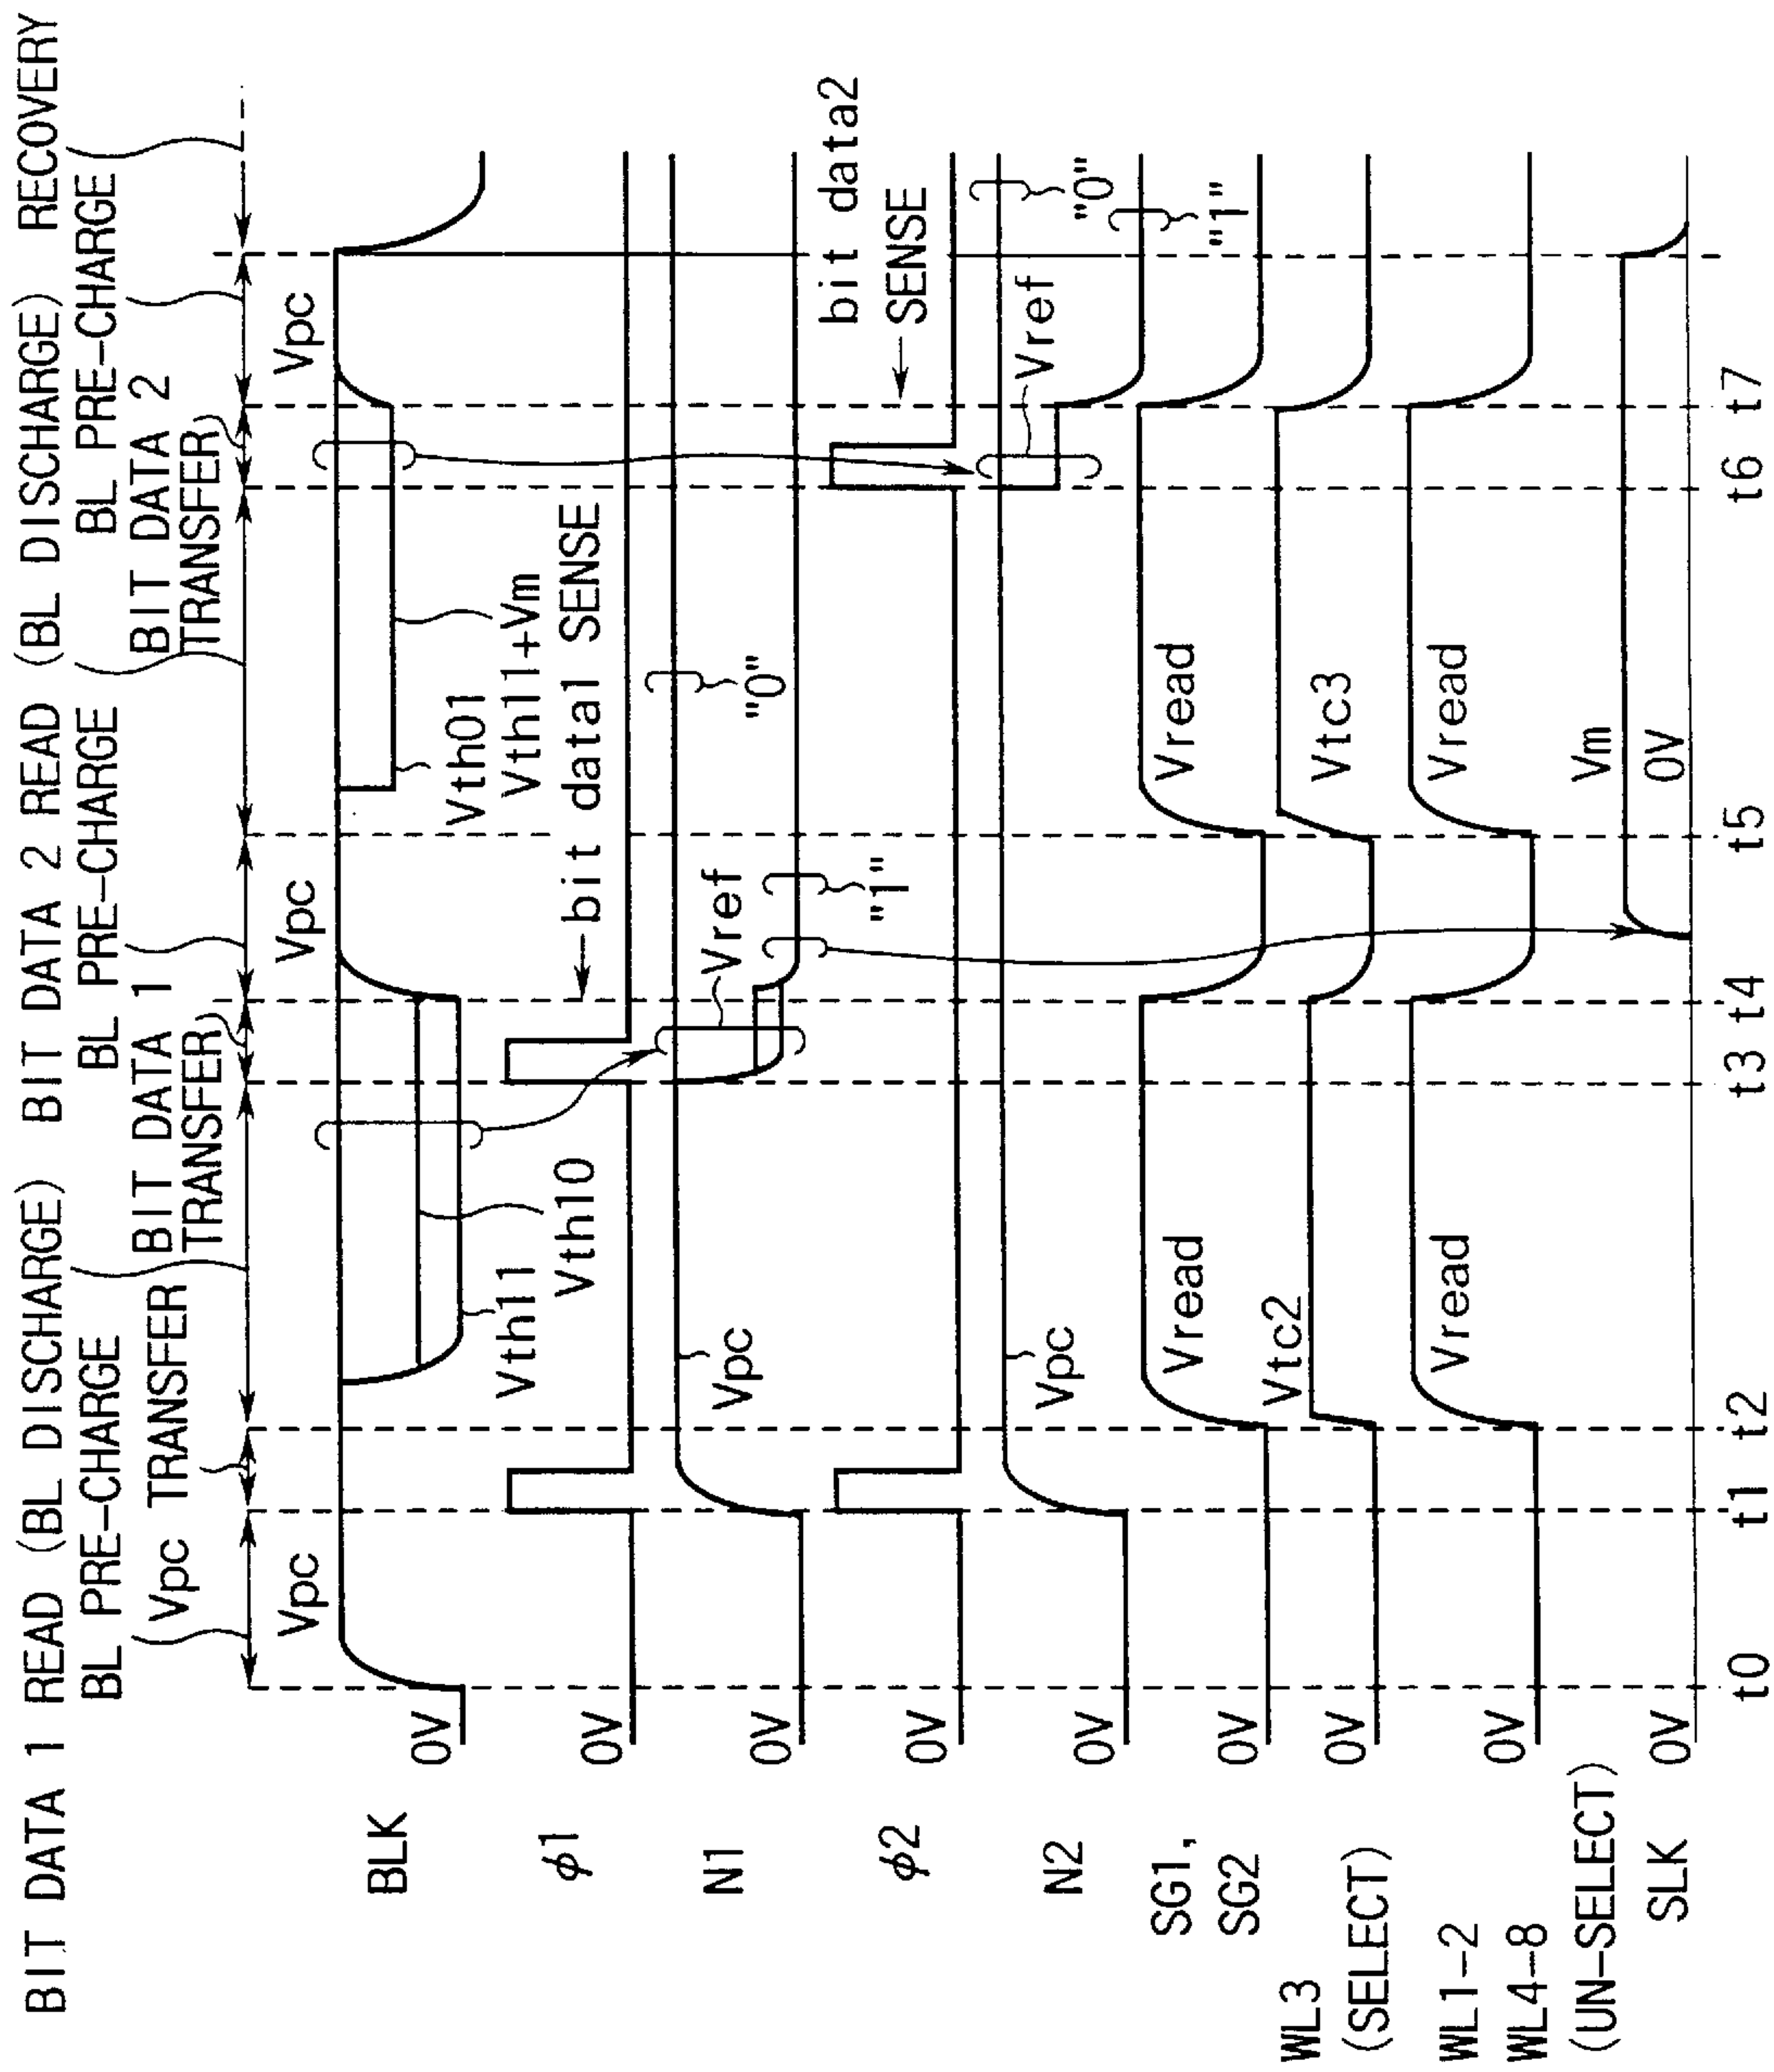 BIT DATA 1 READ (BL DISCHARGE)
BIT DATA 2 READ (BL DISCHARGE)
RECOVERY
BL PRE-CHARGE
BL PRE-CHARGE
BL PRE-CHARGE
Vpc TRANSFER
BIT DATA 1
TRANSFER
BIT DATA 2
TRANSFER
BLK
0V
Vpc
Vth11
Vth10
Vpc
Vth01
Vth11+Vm
Vpc
φ1
0V
bit data1 SENSE
N1
0V
Vpc
Vref
"1"
"0"
φ2
0V
bit data2
SENSE
N2
0V
Vpc
Vref
"0"
"1"
SG1,
SG2
0V
Vread
Vread
WL3
(SELECT)
0V
Vtc2
Vtc3
WL1-2
WL4-8
(UN-SELECT)
0V
Vread
Vread
SLK
0V
Vm
0V
t0
t1
t2
t3
t4
t5
t6
t7